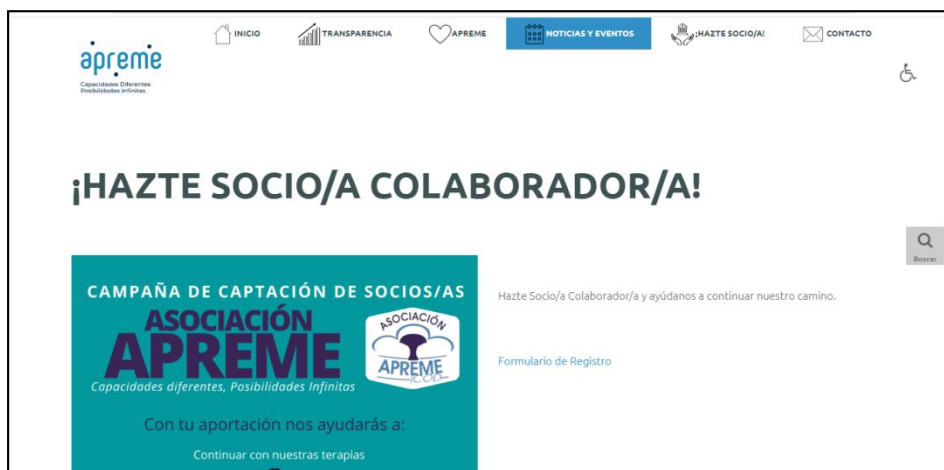 INICIO
TRANSPARENCIA
APREME
NOTICIAS Y EVENTOS
¡HAZTE SOCIO/A!
CONTACTO
apreme
Capacidades Diferentes
Posibilidades Infinitas
¡HAZTE SOCIO/A COLABORADOR/A!
Buscar
CAMPAÑA DE CAPTACIÓN DE SOCIOS/AS
ASOCIACIÓN
APREME
Capacidades diferentes, Posibilidades Infinitas
ASOCIACIÓN
APREME
ICOD
Con tu aportación nos ayudarás a:
Continuar con nuestras terapias
Hazte Socio/a Colaborador/a y ayúdanos a continuar nuestro camino.
Formulario de Registro